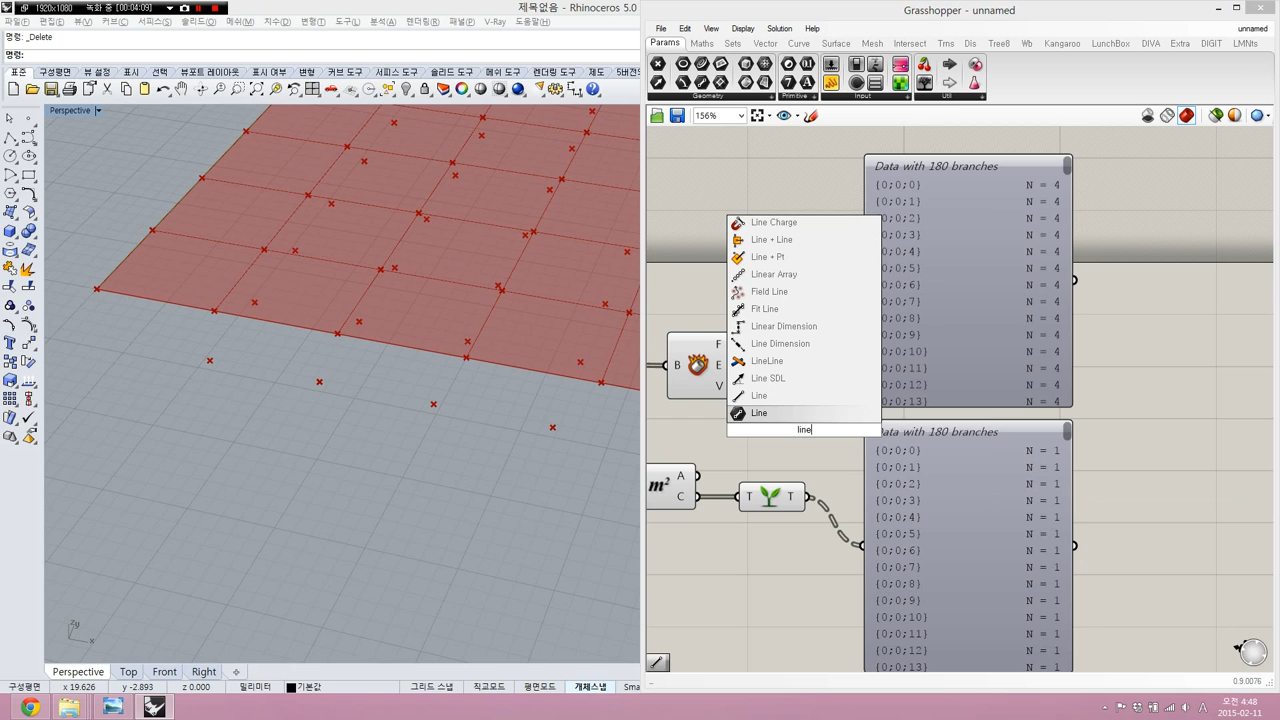 1920x1080 녹화 중 [00:04:09]
제목없음 - Rhinoceros 5.0
파일(F) 편집(E) 뷰(V) 커브(C) 서피스(S) 솔리드(O) 메쉬(M) 치수(D) 변형(T) 도구(L) 분석(A) 렌더링(R) 패널(P) V-Ray 도움말(H)
명령: _Delete
명령:
표준 구성평면 뷰 설정 표시 선택 뷰포트 레이아웃 표시 여부 변형 커브 도구 서피스 도구 솔리드 도구 메쉬 도구 렌더링 도구 제도
Perspective
zg
x
Perspective Top Front Right
구성평면 x 19.626 y -2.893 z 0.000 밀리미터 기본값 그리드 스냅 직교모드 평면모드 개체스냅 Sma
Grasshopper - unnamed
File Edit View Display Solution Help unnamed
Params Maths Sets Vector Curve Surface Mesh Intersect Trns Dis Tree8 Wb Kangaroo LunchBox DIVA Extra DIGIT LMNts
Geometry Primitive Input Util
156%
Data with 180 branches
{0;0;0} N = 4
{0;0;1} N = 4
{0;0;2} N = 4
{0;0;3} N = 4
{0;0;4} N = 4
{0;0;5} N = 4
{0;0;6} N = 4
{0;0;7} N = 4
{0;0;8} N = 4
{0;0;9} N = 4
{0;0;10} N = 4
{0;0;11} N = 4
{0;0;12} N = 4
{0;0;13} N = 4
Line Charge
Line + Line
Line + Pt
Linear Array
Field Line
Fit Line
Linear Dimension
Line Dimension
LineLine
Line SDL
Line
Line
line
B F
E
V
Data with 180 branches
{0;0;0} N = 1
{0;0;1} N = 1
{0;0;2} N = 1
{0;0;3} N = 1
{0;0;4} N = 1
{0;0;5} N = 1
{0;0;6} N = 1
{0;0;7} N = 1
{0;0;8} N = 1
{0;0;9} N = 1
{0;0;10} N = 1
{0;0;11} N = 1
{0;0;12} N = 1
{0;0;13} N = 1
m² A
C
T T
0.9.0076
A 오전 4:48
2015-02-11